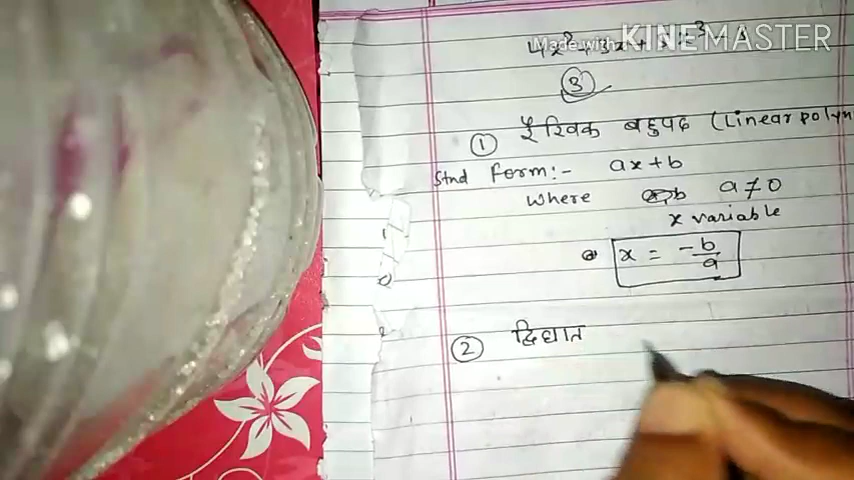 Made with KINEMASTER
③
① रैखिक बहुपद (Linear polyn
Stnd form:- ax+b
where b a≠0
x variable
x = -b/a
② द्विघात